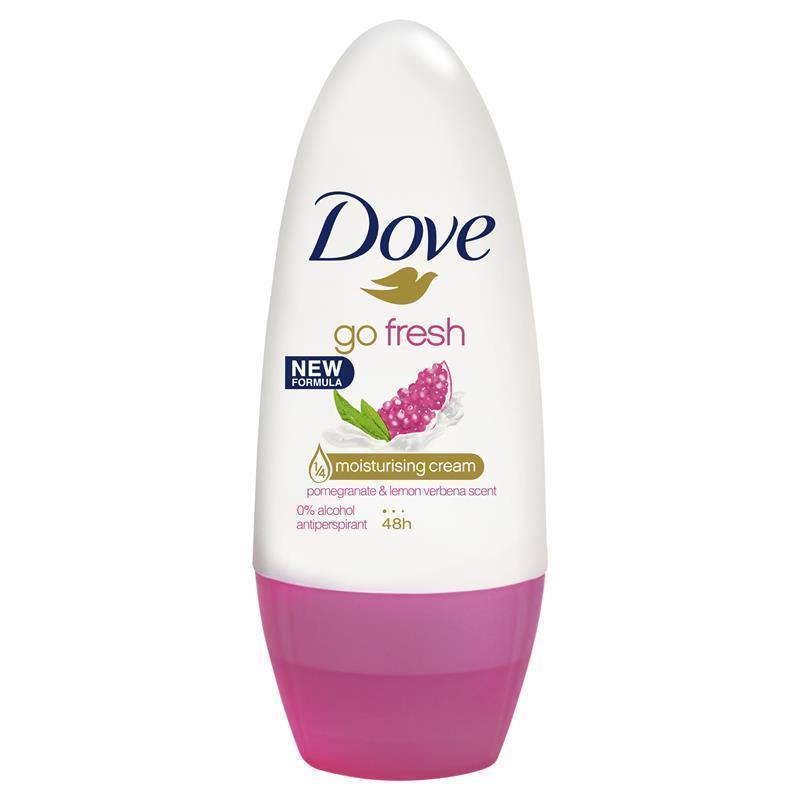 Dove
go fresh
NEW
FORMULA
1/4 moisturising cream
pomegranate & lemon verbena scent
0% alcohol
antiperspirant
48h